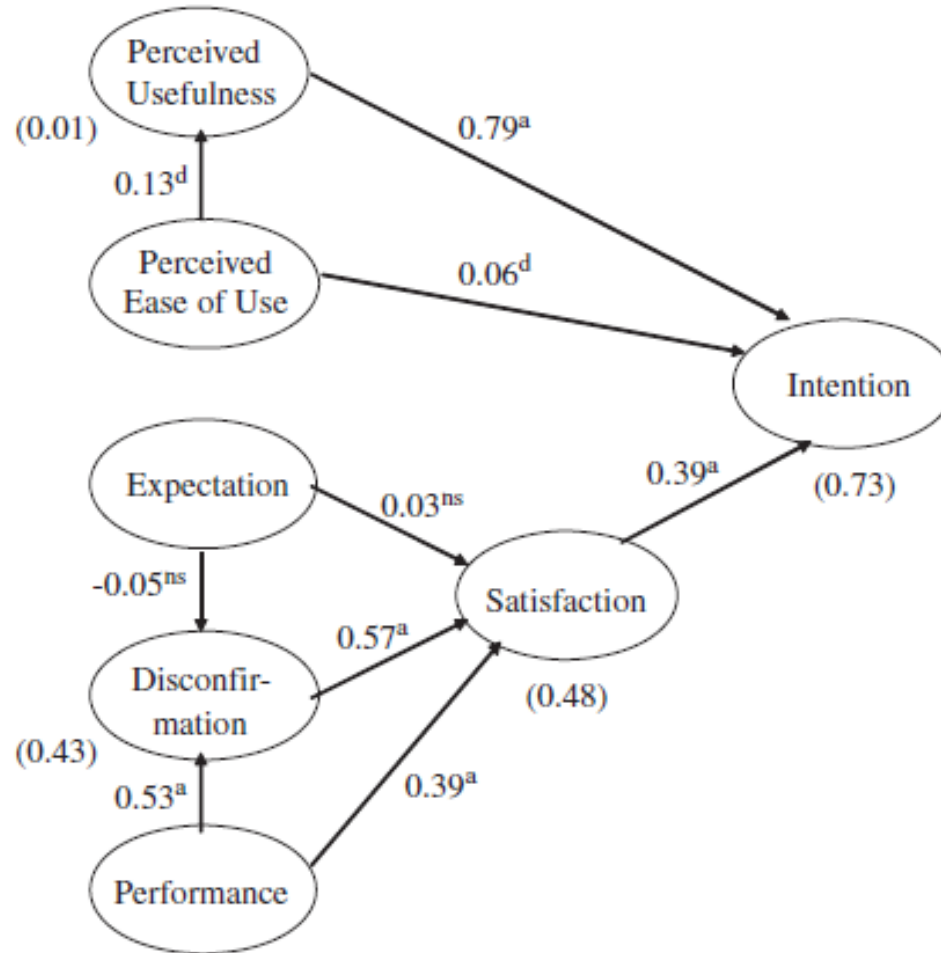 Perceived
Usefulness
(0.01)
0.79ᵃ
0.13ᵈ
Perceived
Ease of Use
0.06ᵈ
Intention
(0.73)
Expectation
0.03ⁿˢ
0.39ᵃ
-0.05ⁿˢ
Satisfaction
(0.48)
0.57ᵃ
Disconfir-
mation
(0.43)
0.53ᵃ
0.39ᵃ
Performance